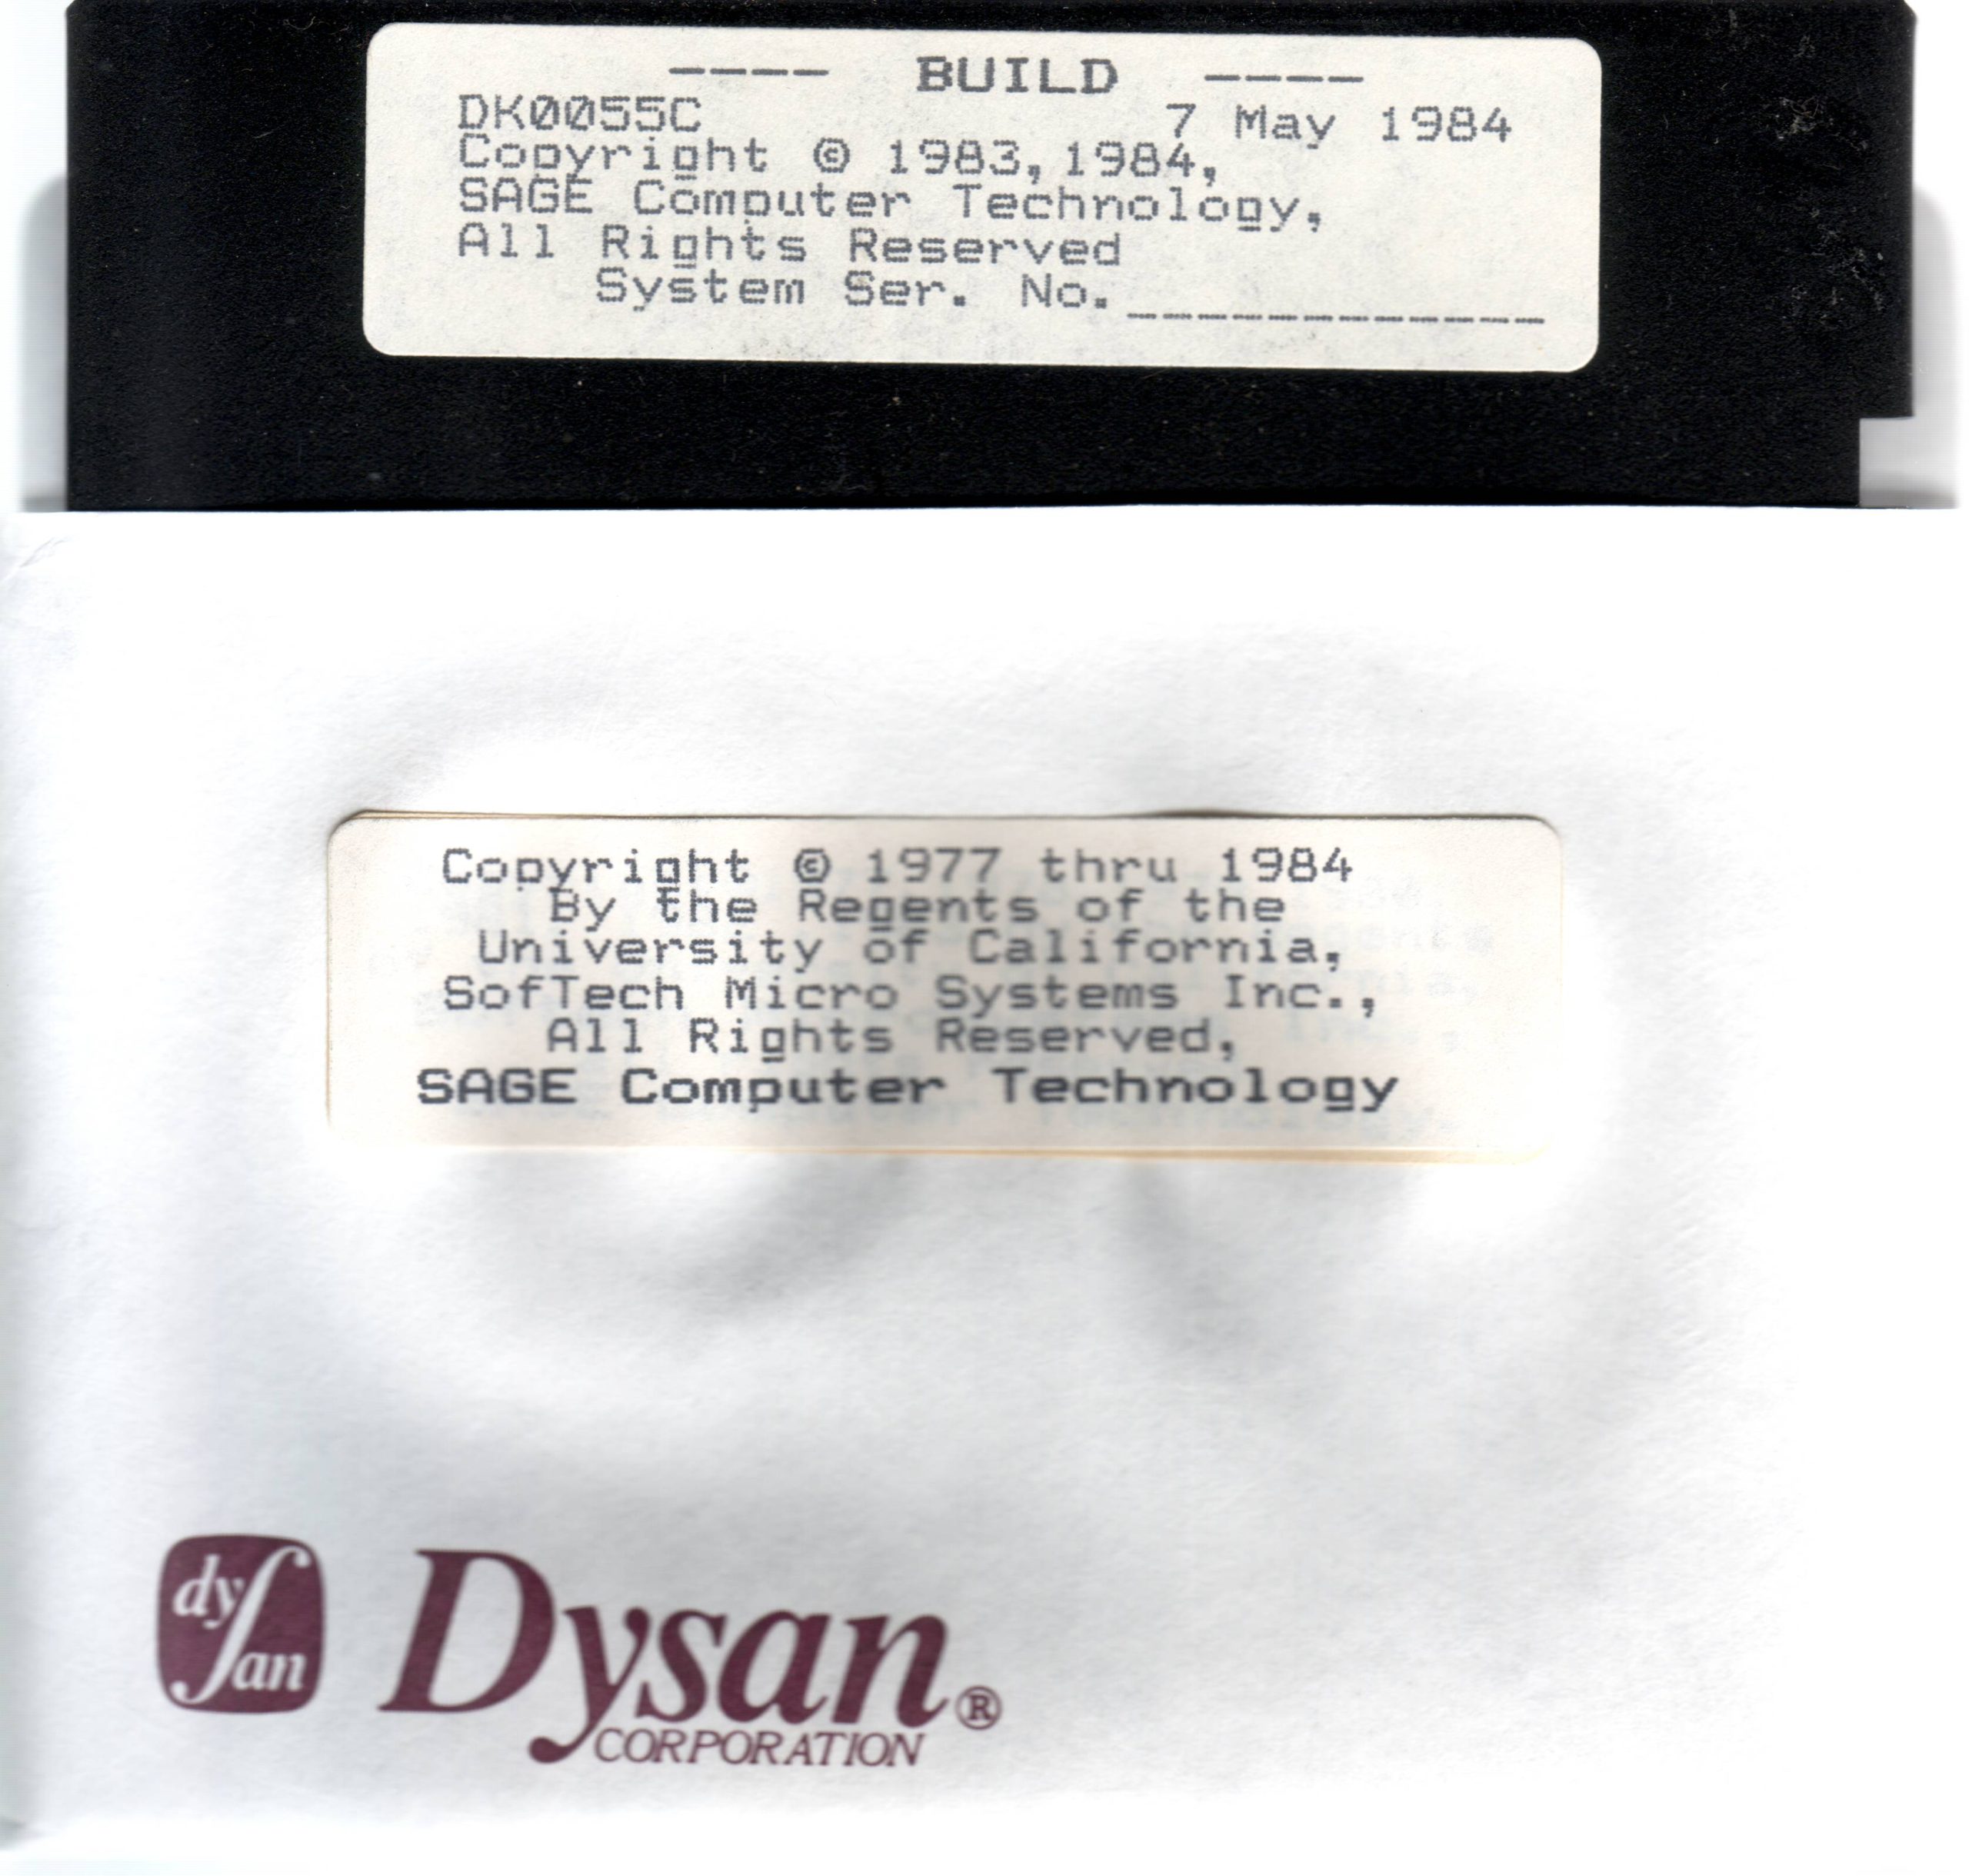 ---- BUILD ----
DK0055C 7 May 1984
Copyright © 1983,1984,
SAGE Computer Technology,
All Rights Reserved
System Ser. No._____________
Copyright © 1977 thru 1984
By the Regents of the
University of California,
SofTech Micro Systems Inc.,
All Rights Reserved,
SAGE Computer Technology
dysan
Dysan®
CORPORATION